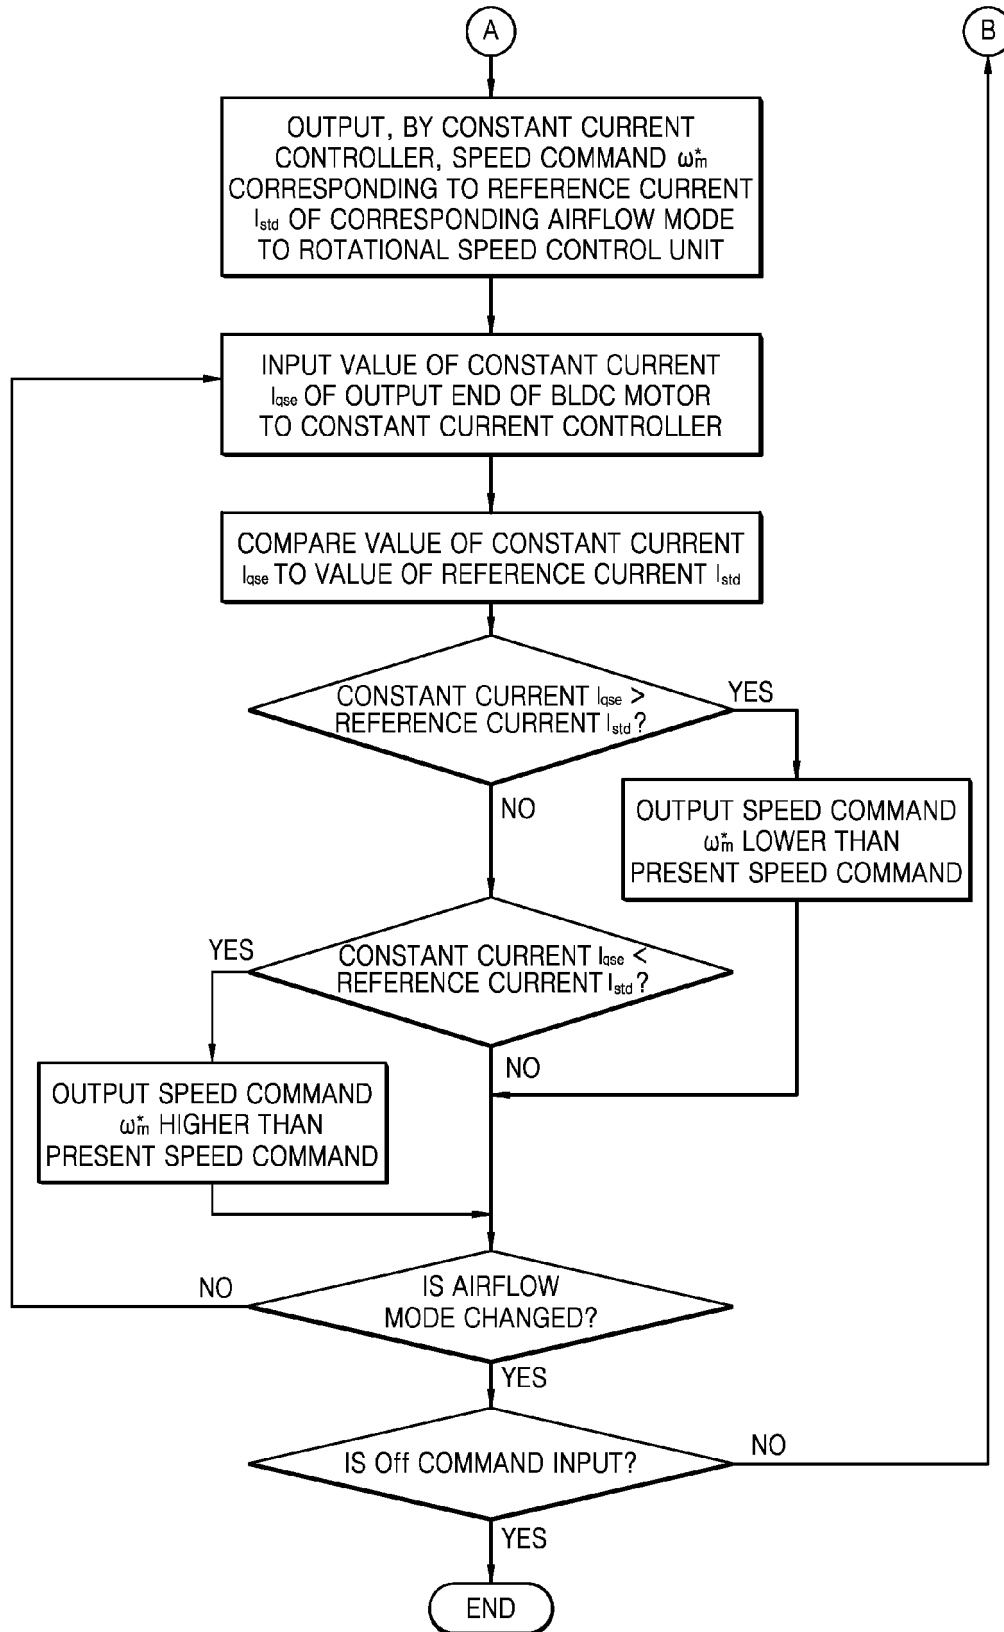 A
B
OUTPUT, BY CONSTANT CURRENT
CONTROLLER, SPEED COMMAND ω*m
CORRESPONDING TO REFERENCE CURRENT
Istd OF CORRESPONDING AIRFLOW MODE
TO ROTATIONAL SPEED CONTROL UNIT
INPUT VALUE OF CONSTANT CURRENT
Iqse OF OUTPUT END OF BLDC MOTOR
TO CONSTANT CURRENT CONTROLLER
COMPARE VALUE OF CONSTANT CURRENT
Iqse TO VALUE OF REFERENCE CURRENT Istd
CONSTANT CURRENT Iqse >
REFERENCE CURRENT Istd?
YES
NO
OUTPUT SPEED COMMAND
ω*m LOWER THAN
PRESENT SPEED COMMAND
CONSTANT CURRENT Iqse <
REFERENCE CURRENT Istd?
YES
NO
OUTPUT SPEED COMMAND
ω*m HIGHER THAN
PRESENT SPEED COMMAND
IS AIRFLOW
MODE CHANGED?
NO
YES
IS Off COMMAND INPUT?
NO
YES
END